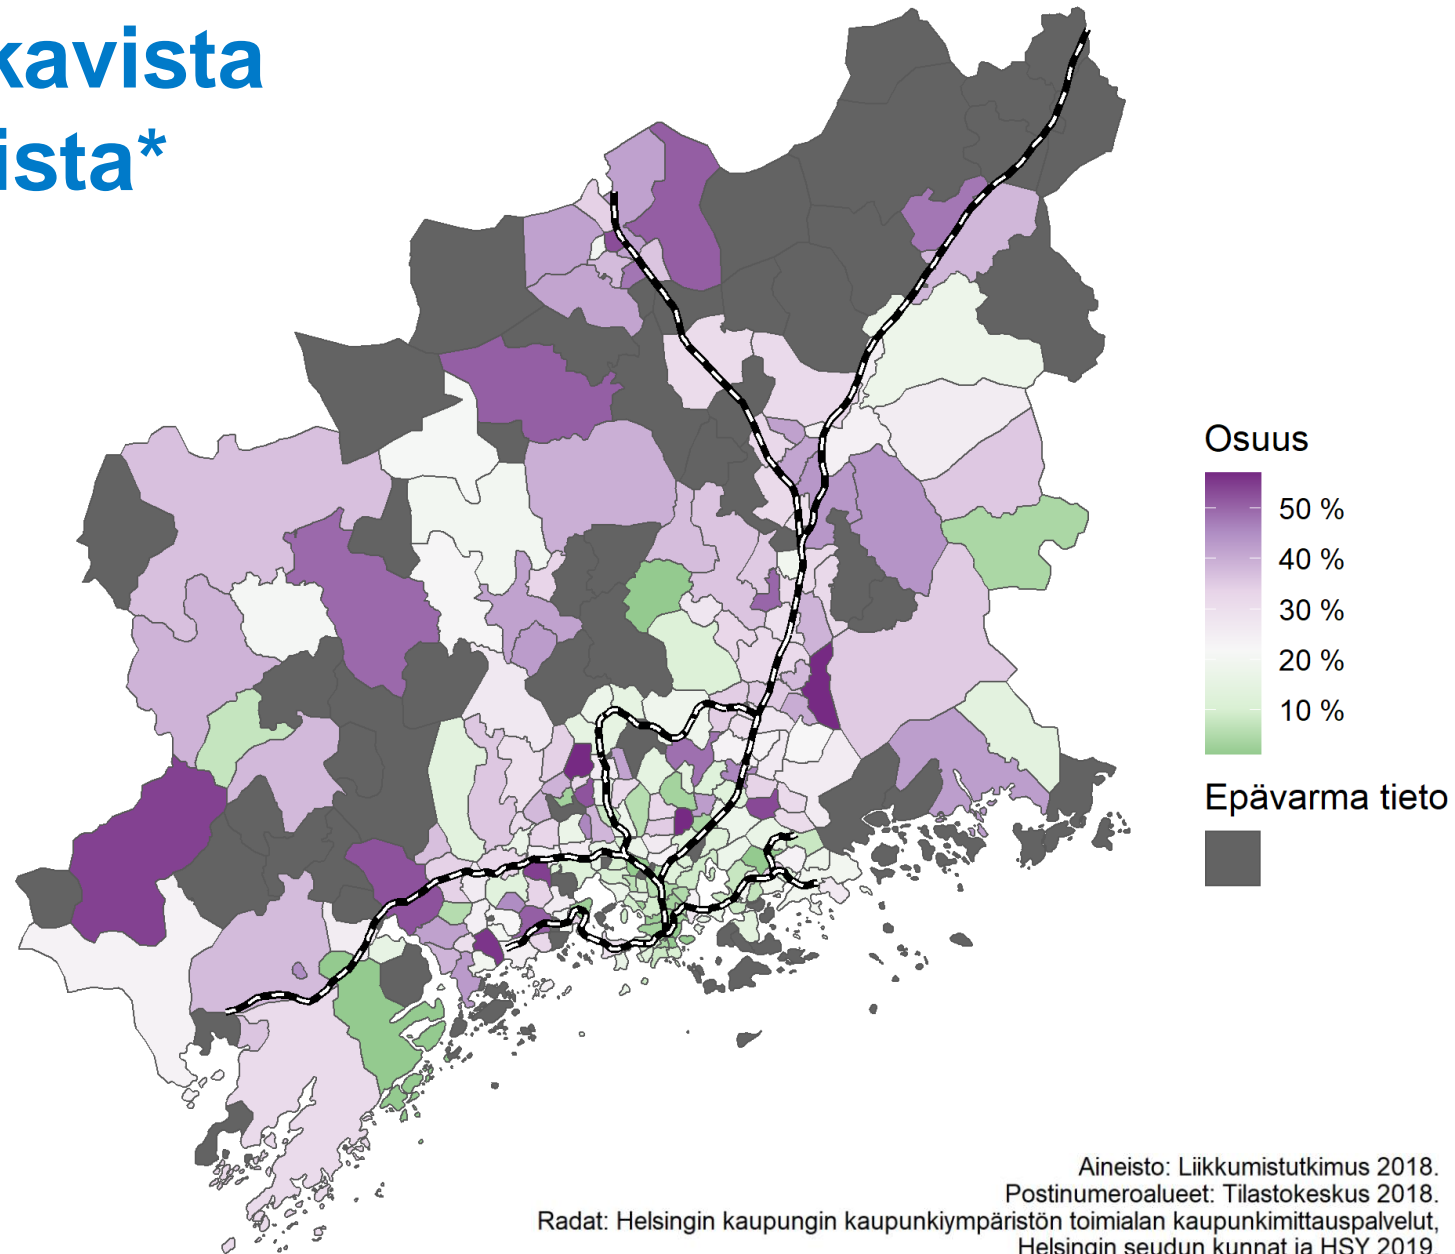 kavista
ista*
Osuus
50 %
40 %
30 %
20 %
10 %
Epävarma tieto
Aineisto: Liikkumistutkimus 2018.
Postinumeroalueet: Tilastokeskus 2018.
Radat: Helsingin kaupungin kaupunkiympäristön toimialan kaupunkimittauspalvelut,
Helsingin seudun kunnat ja HSY 2019.